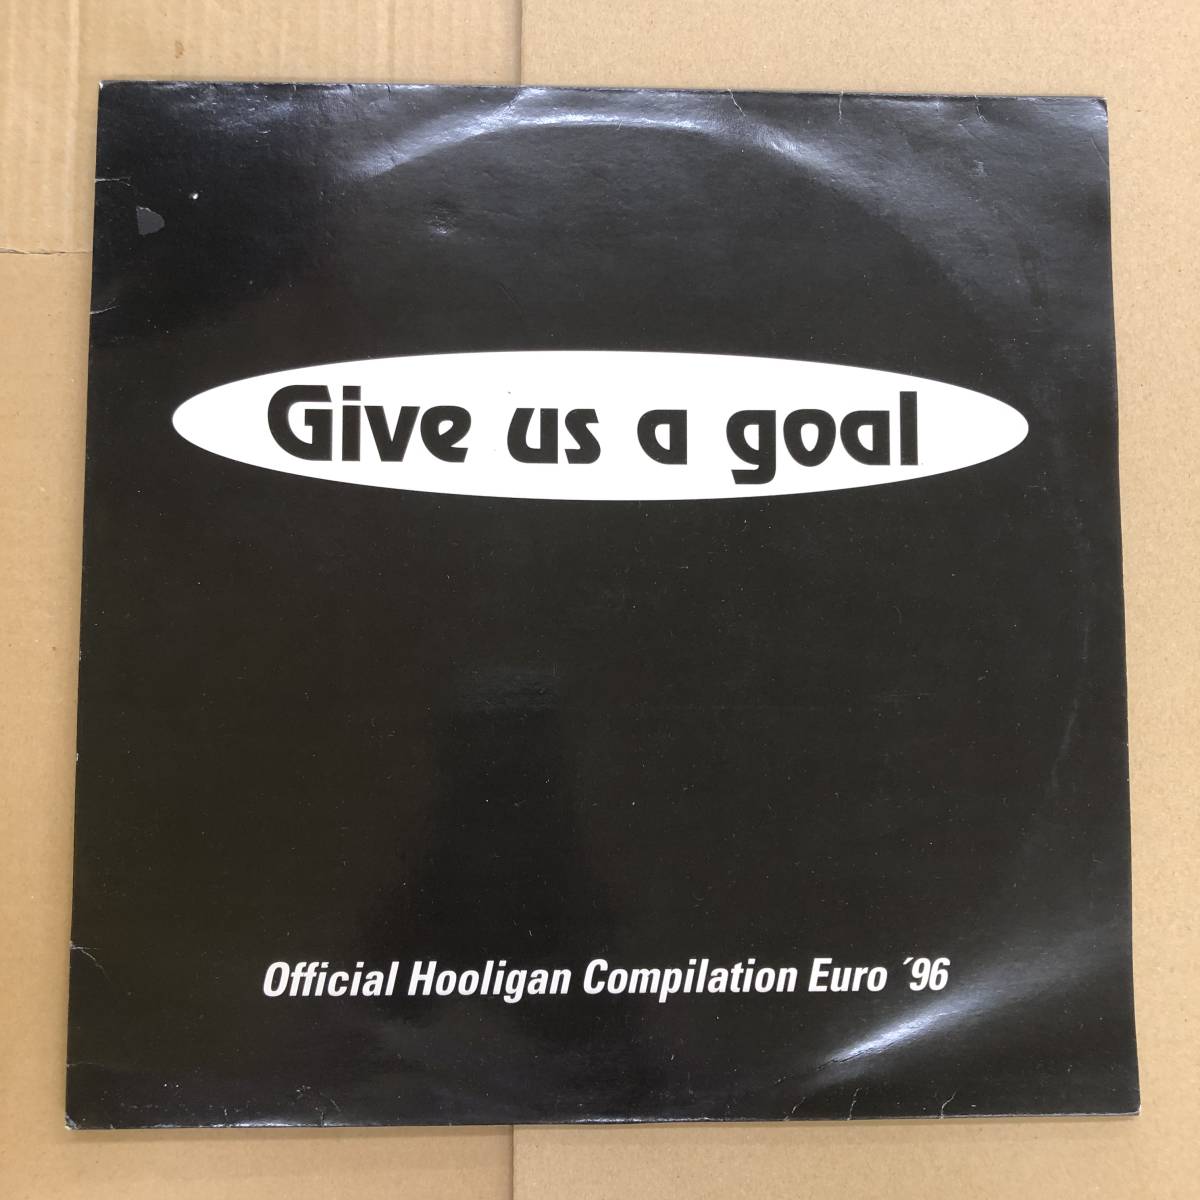 Give us a goal
Official Hooligan Compilation Euro ´96